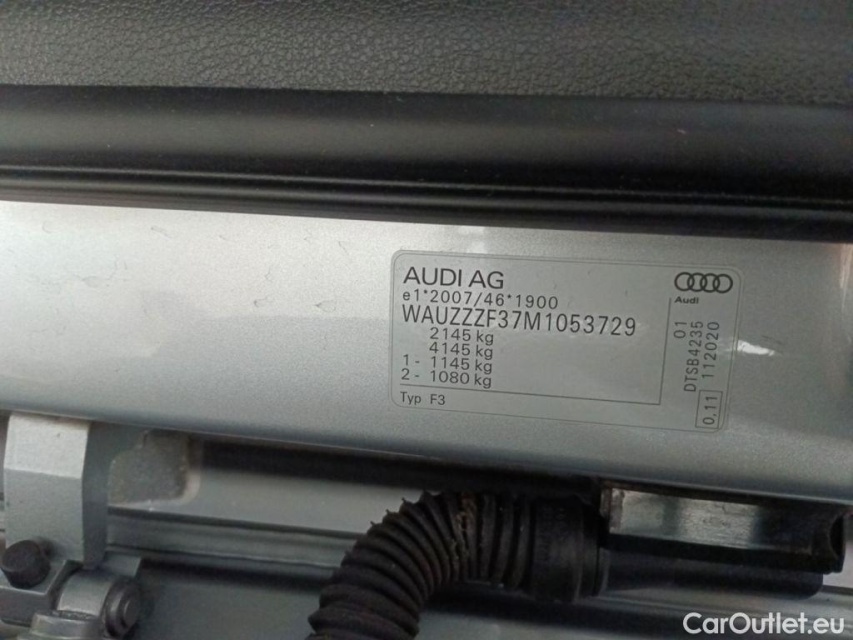 AUDI AG
e1*2007/46*1900
WAUZZZF37M1053729
2145 kg
4145 kg
1- 1145 kg
2- 1080 kg
Typ F3
Audi
DTSB4235 01
0,11 112020
CarOutlet.eu